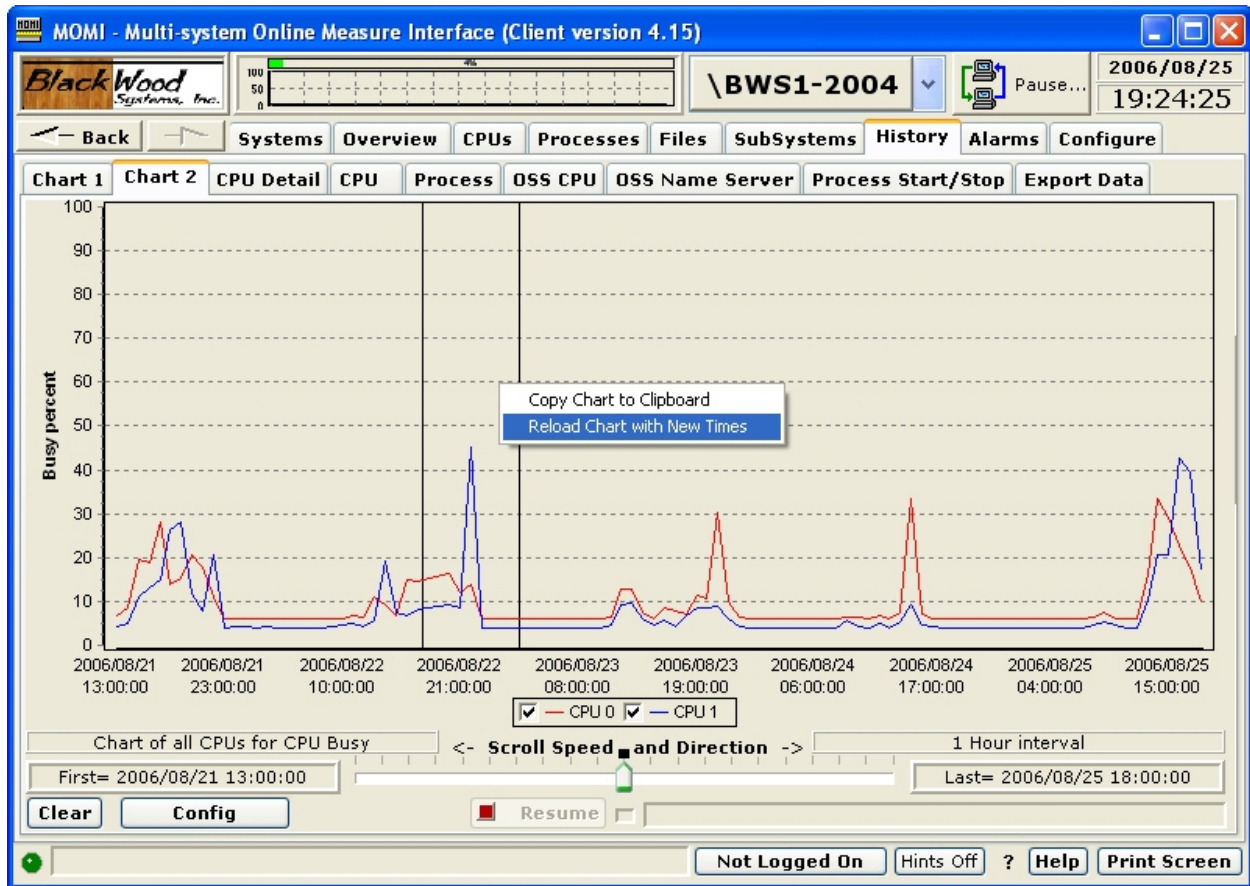 MOMI
MOMI - Multi-system Online Measure Interface (Client version 4.15)
BlackWood
Systems, Inc.
4%
100
50
0
\BWS1-2004
Pause...
2006/08/25
19:24:25
Back
Systems Overview CPUs Processes Files SubSystems History Alarms Configure
Chart 1 Chart 2 CPU Detail CPU Process OSS CPU OSS Name Server Process Start/Stop Export Data
100
90
80
70
60
50
40
30
20
10
0
Busy percent
Copy Chart to Clipboard
Reload Chart with New Times
2006/08/21 2006/08/21 2006/08/22 2006/08/22 2006/08/23 2006/08/23 2006/08/24 2006/08/24 2006/08/25 2006/08/25
13:00:00 23:00:00 10:00:00 21:00:00 08:00:00 19:00:00 06:00:00 17:00:00 04:00:00 15:00:00
CPU 0 CPU 1
Chart of all CPUs for CPU Busy
<- Scroll Speed and Direction ->
1 Hour interval
First= 2006/08/21 13:00:00
Last= 2006/08/25 18:00:00
Clear Config Resume
Not Logged On Hints Off ? Help Print Screen